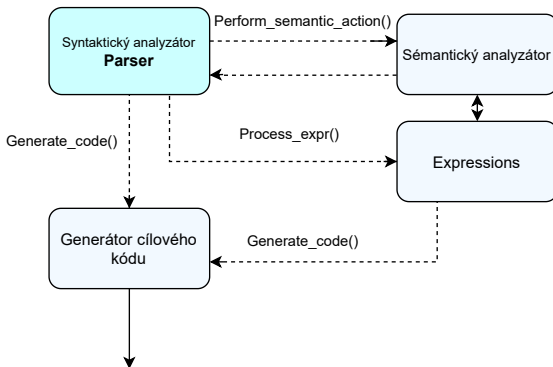 Perform_semantic_action()
Syntaktický analyzátor
Parser
Sémantický analyzátor
Generate_code()
Process_expr()
Expressions
Generátor cílového
kódu
Generate_code()